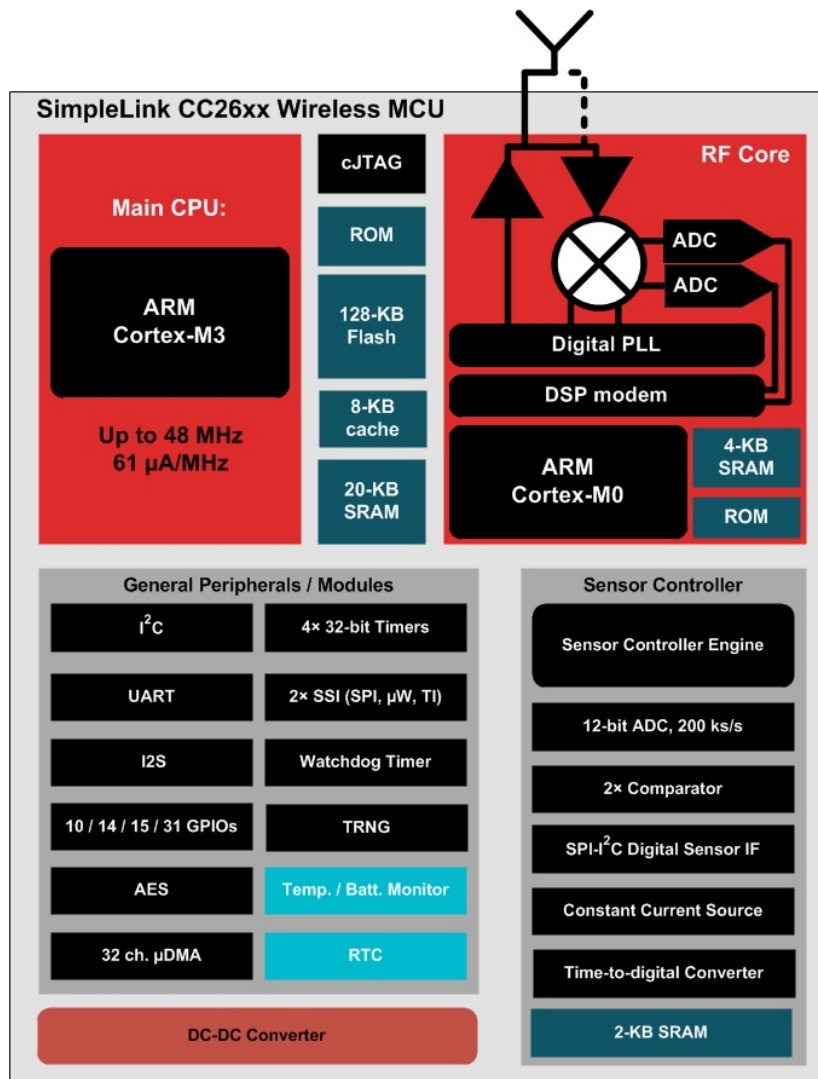 SimpleLink CC26xx Wireless MCU
Main CPU:
ARM
Cortex-M3
Up to 48 MHz
61 µA/MHz
cJTAG
ROM
128-KB
Flash
8-KB
cache
20-KB
SRAM
RF Core
ADC
ADC
Digital PLL
DSP modem
ARM
Cortex-M0
4-KB
SRAM
ROM
General Peripherals / Modules
I²C
4× 32-bit Timers
UART
2× SSI (SPI, µW, TI)
I2S
Watchdog Timer
10 / 14 / 15 / 31 GPIOs
TRNG
AES
Temp. / Batt. Monitor
32 ch. µDMA
RTC
DC-DC Converter
Sensor Controller
Sensor Controller Engine
12-bit ADC, 200 ks/s
2× Comparator
SPI-I²C Digital Sensor IF
Constant Current Source
Time-to-digital Converter
2-KB SRAM